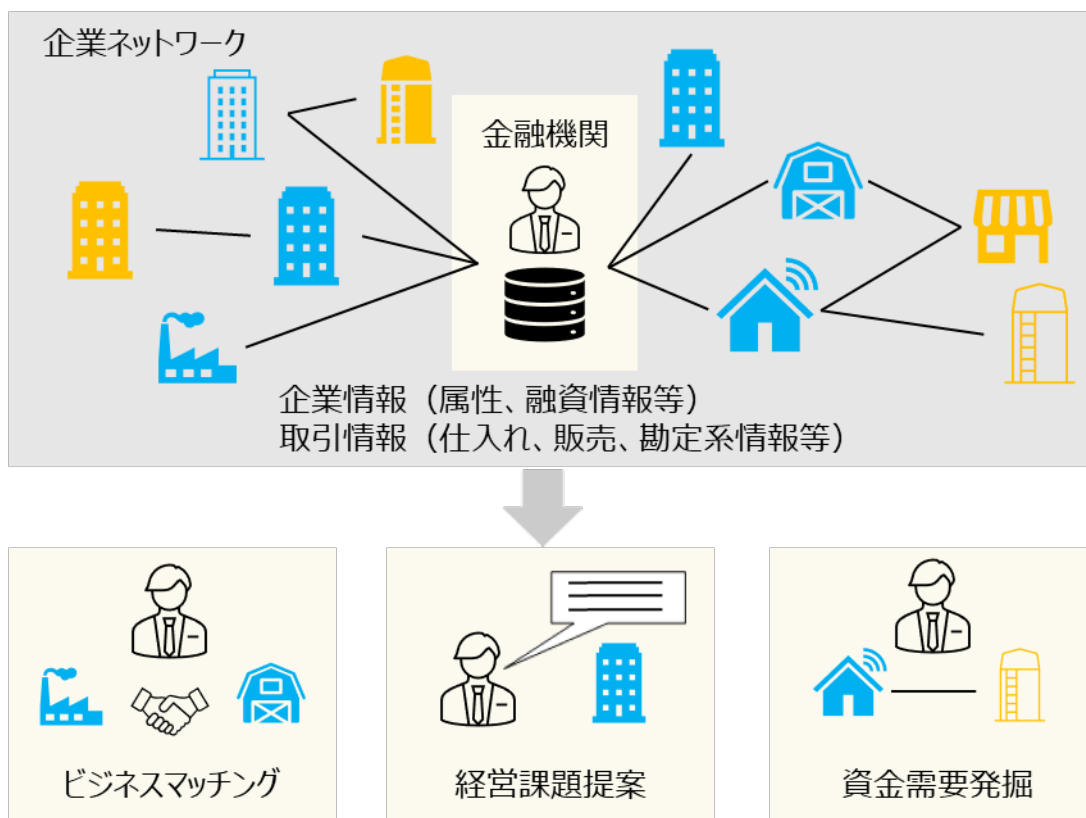 企業ネットワーク
金融機関
企業情報（属性、融資情報等）
取引情報（仕入れ、販売、勘定系情報等）
ビジネスマッチング
経営課題提案
資金需要発掘